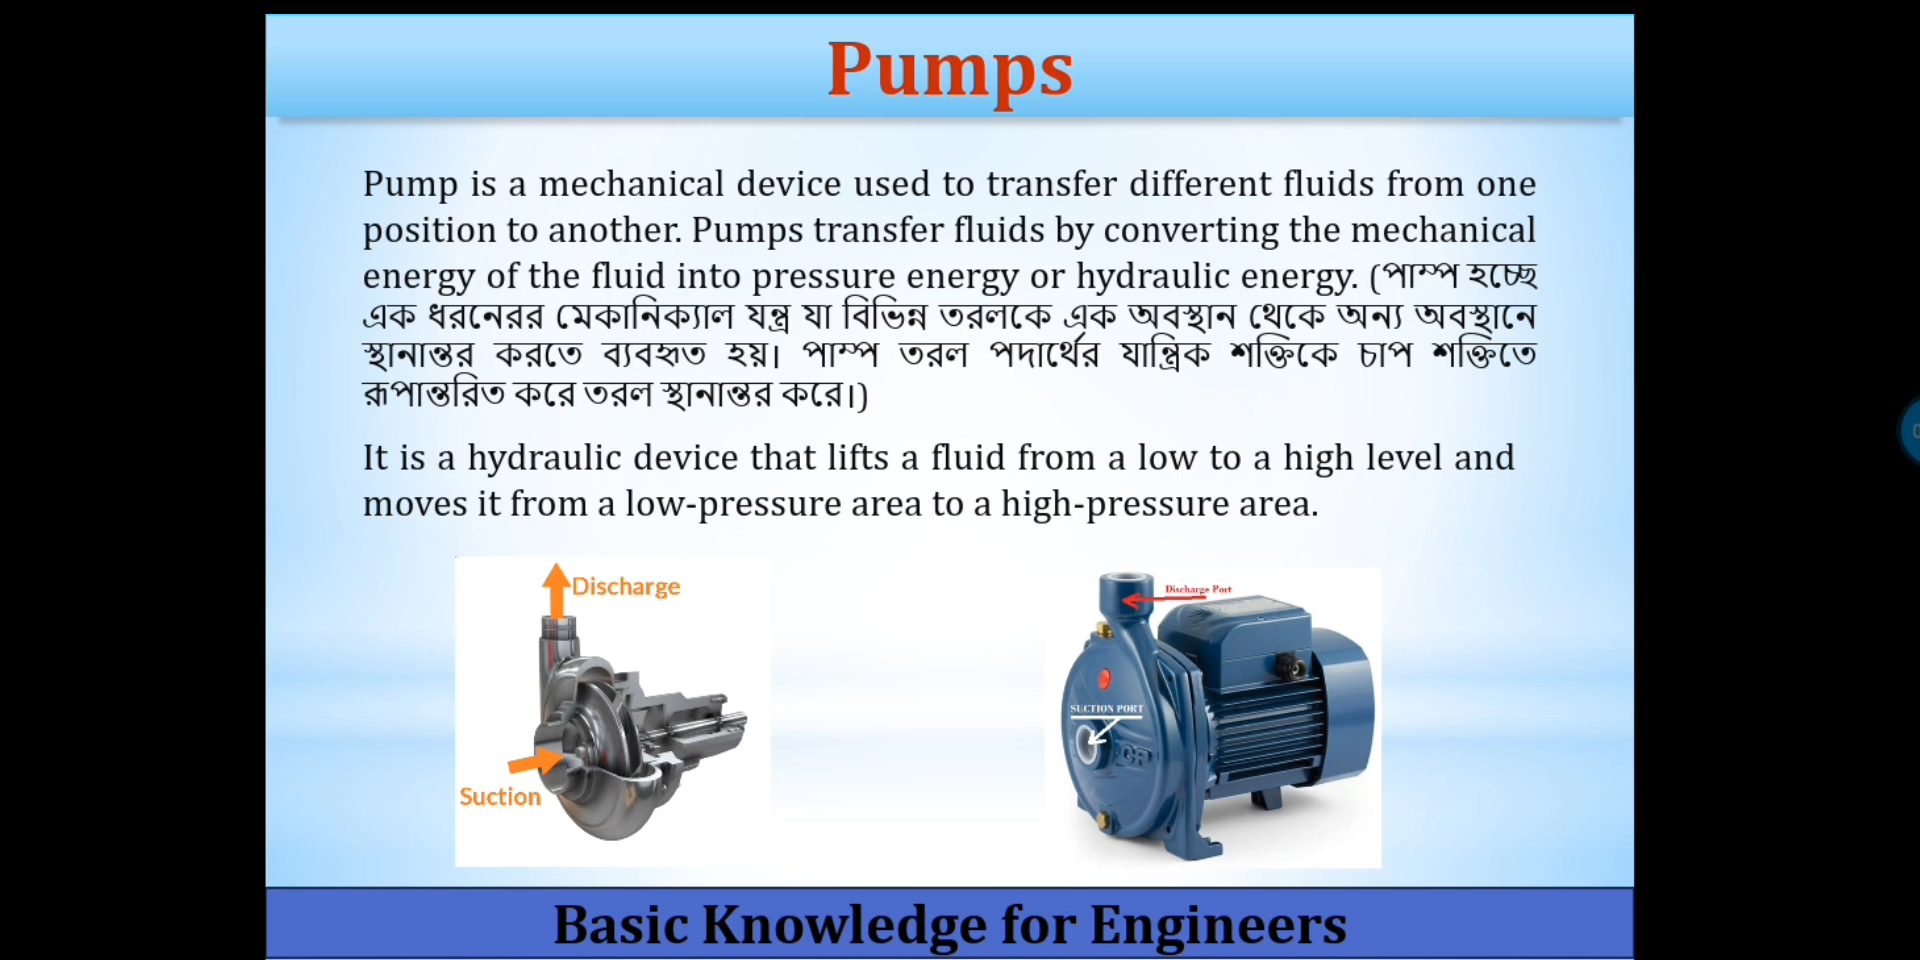 Pumps
Pump is a mechanical device used to transfer different fluids from one
position to another. Pumps transfer fluids by converting the mechanical
energy of the fluid into pressure energy or hydraulic energy. (পাম্প হচ্ছে
এক ধরনেরর মেকানিক্যাল যন্ত্র যা বিভিন্ন তরলকে এক অবস্থান থেকে অন্য অবস্থানে
স্থানান্তর করতে ব্যবহৃত হয়। পাম্প তরল পদার্থের যান্ত্রিক শক্তিকে চাপ শক্তিতে
রূপান্তরিত করে তরল স্থানান্তর করে।)
It is a hydraulic device that lifts a fluid from a low to a high level and
moves it from a low-pressure area to a high-pressure area.
Discharge
Suction
Discharge Port
SUCTION PORT
CP
Basic Knowledge for Engineers